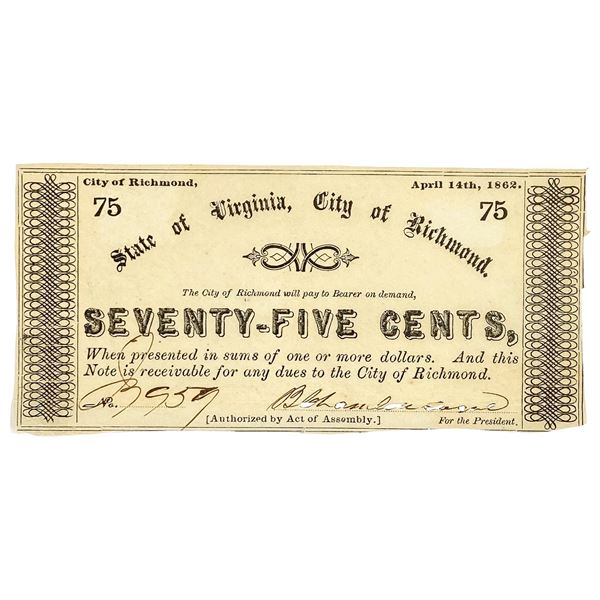 City of Richmond, April 14th, 1862.
75 State of Virginia, City of Richmond. 75
The City of Richmond will pay to Bearer on demand,
SEVENTY-FIVE CENTS,
When presented in sums of one or more dollars. And this
Note is receivable for any dues to the City of Richmond.
No.
[Authorized by Act of Assembly.] For the President.